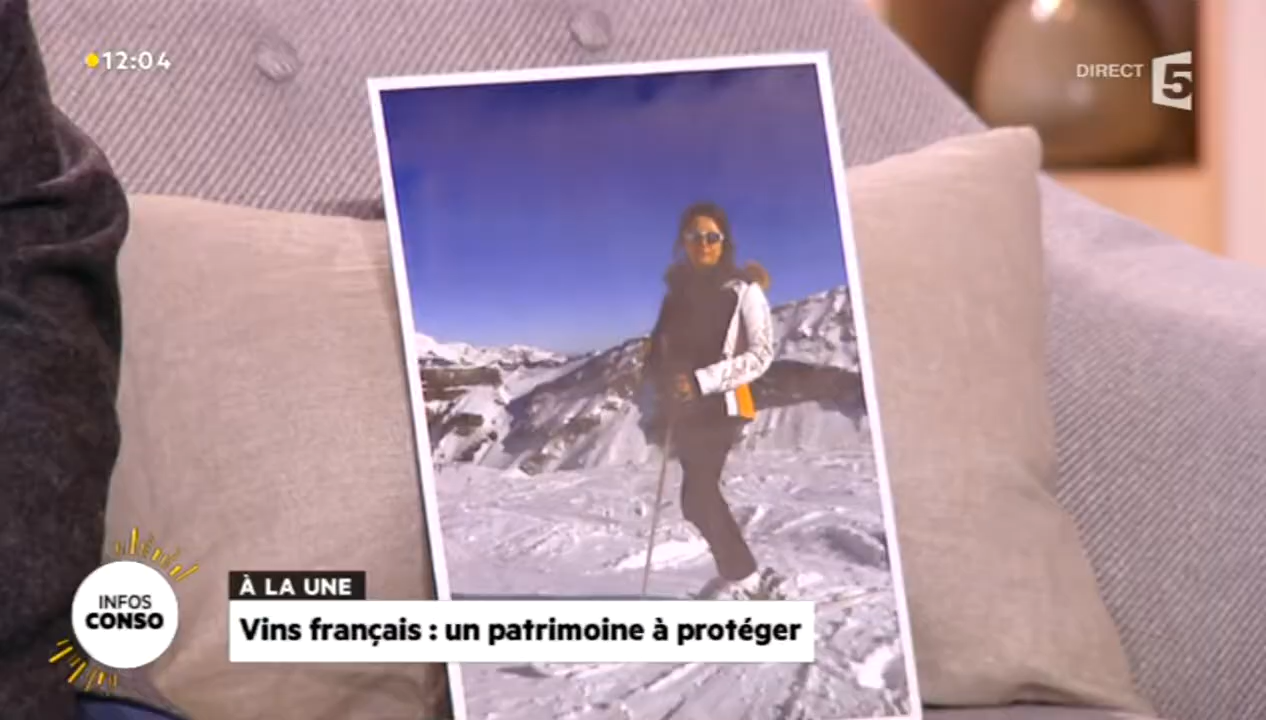 12:04
DIRECT 5
À LA UNE
INFOS
CONSO
Vins français : un patrimoine à protéger